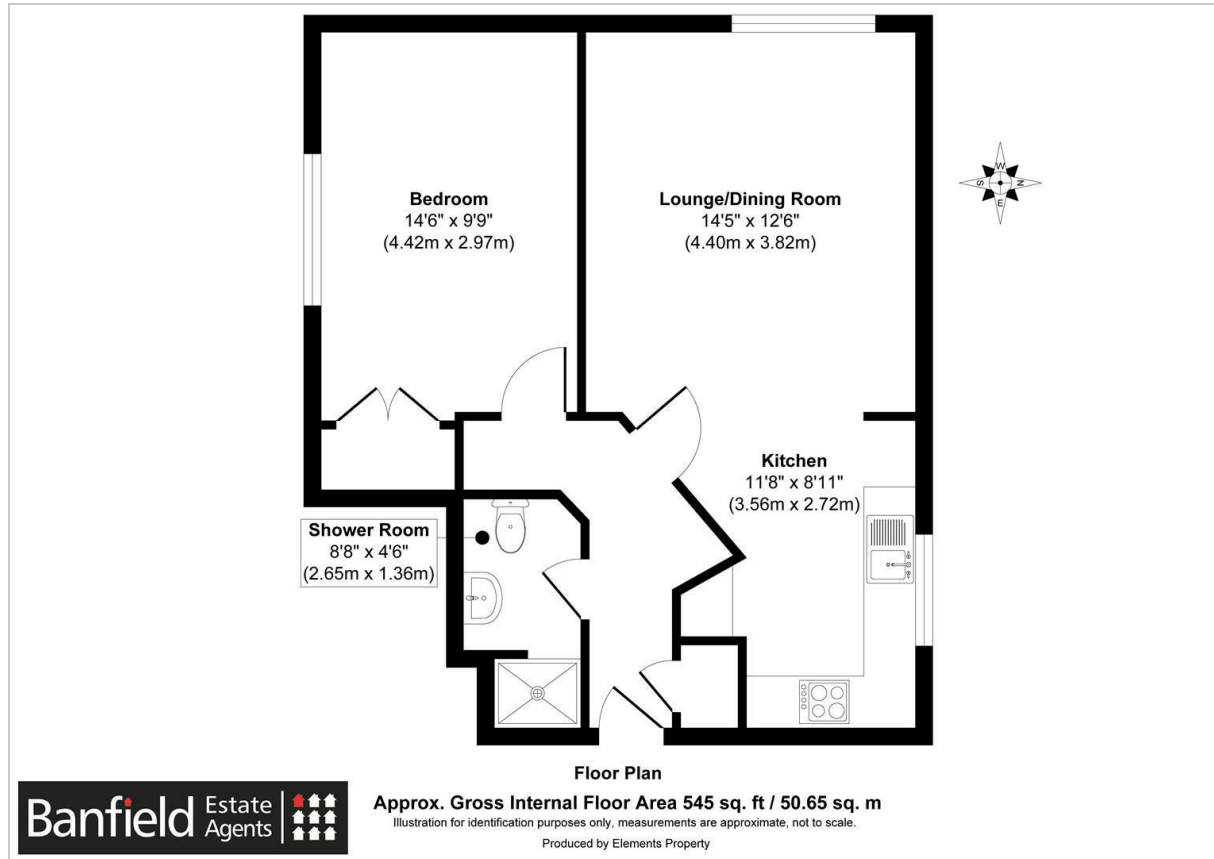 Bedroom
14'6" x 9'9"
(4.42m x 2.97m)
Lounge/Dining Room
14'5" x 12'6"
(4.40m x 3.82m)
W
S
N
E
Kitchen
11'8" x 8'11"
(3.56m x 2.72m)
Shower Room
8'8" x 4'6"
(2.65m x 1.36m)
Floor Plan
Approx. Gross Internal Floor Area 545 sq. ft / 50.65 sq. m
Illustration for identification purposes only, measurements are approximate, not to scale.
Produced by Elements Property
Banfield
Estate
Agents